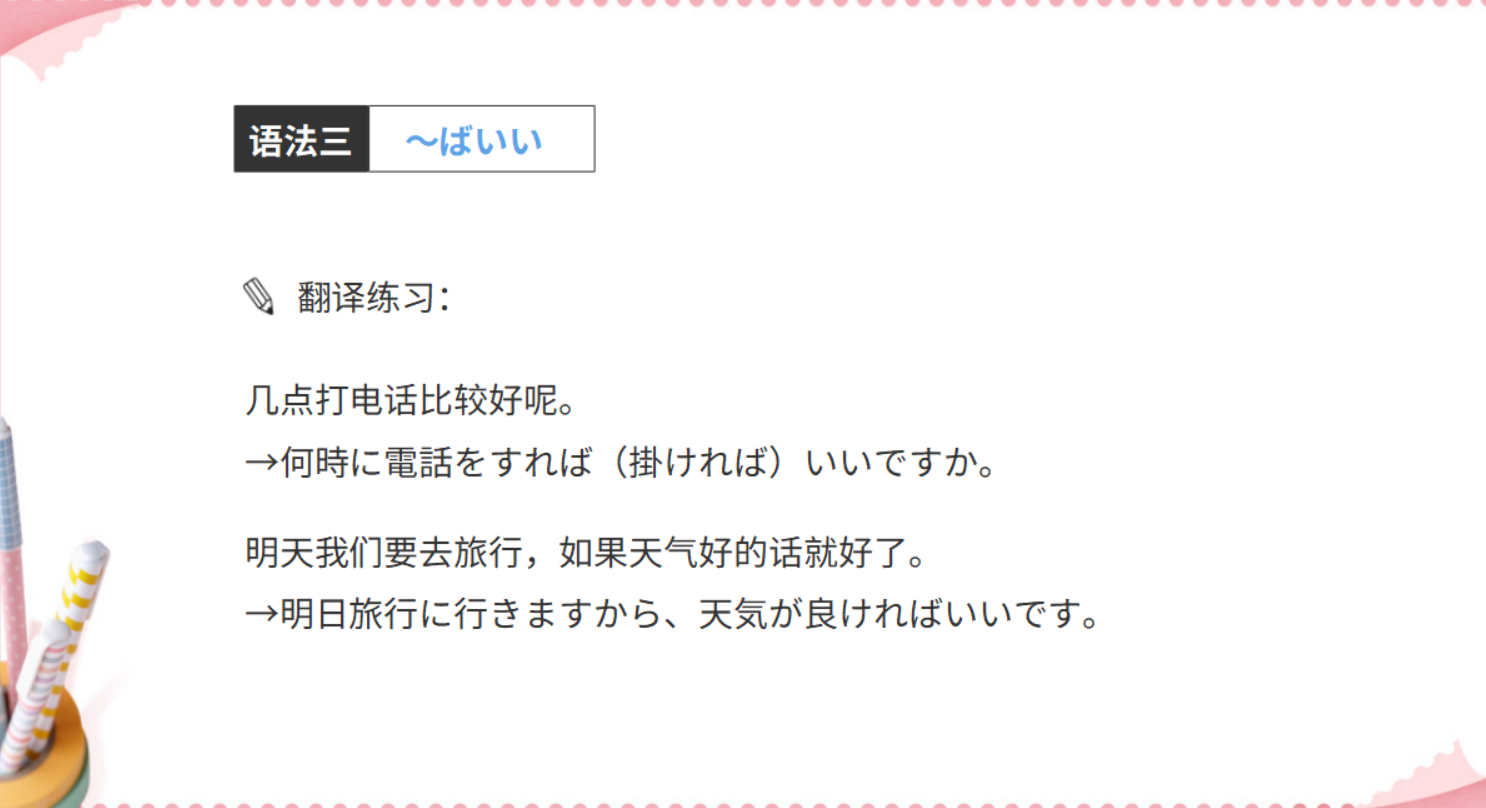 语法三 ～ばいい
翻译练习：
几点打电话比较好呢。
→何時に電話をすれば（掛ければ）いいですか。
明天我们要去旅行，如果天气好的话就好了。
→明日旅行に行きますから、天気が良ければいいです。